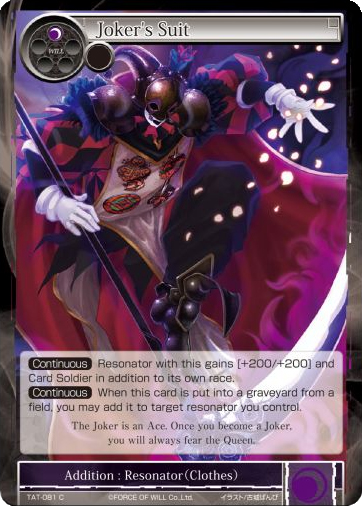 Joker's Suit
WILL
Continuous Resonator with this gains [+200/+200] and
Card Soldier in addition to its own race.
Continuous When this card is put into a graveyard from a
field, you may add it to target resonator you control.
The Joker is an Ace. Once you become a Joker,
you will always fear the Queen.
Addition : Resonator(Clothes)
TAT-081 C ©FORCE OF WILL Co.,Ltd. イラスト/古城ぱんぴ